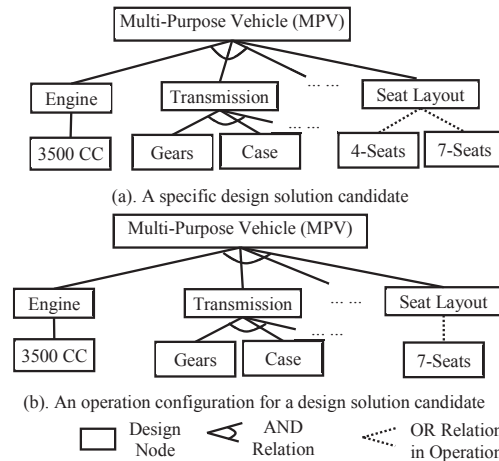 Multi-Purpose Vehicle (MPV)
Engine Transmission ... ... Seat Layout
3500 CC Gears Case ... ... 4-Seats 7-Seats
(a). A specific design solution candidate
Multi-Purpose Vehicle (MPV)
Engine Transmission ... ... Seat Layout
3500 CC Gears Case ... ... 7-Seats
(b). An operation configuration for a design solution candidate
Design Node
AND Relation
OR Relation in Operation